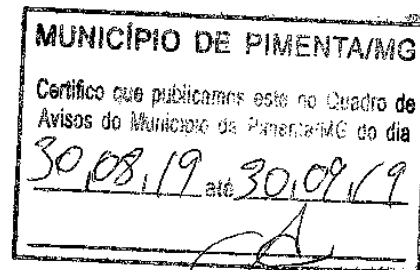 MUNICÍPIO DE PIMENTA/MG
Certifico que publicamos este no Quadro de
Avisos do Município de Pimenta/MG do dia
30/08/19 até 30/09/19